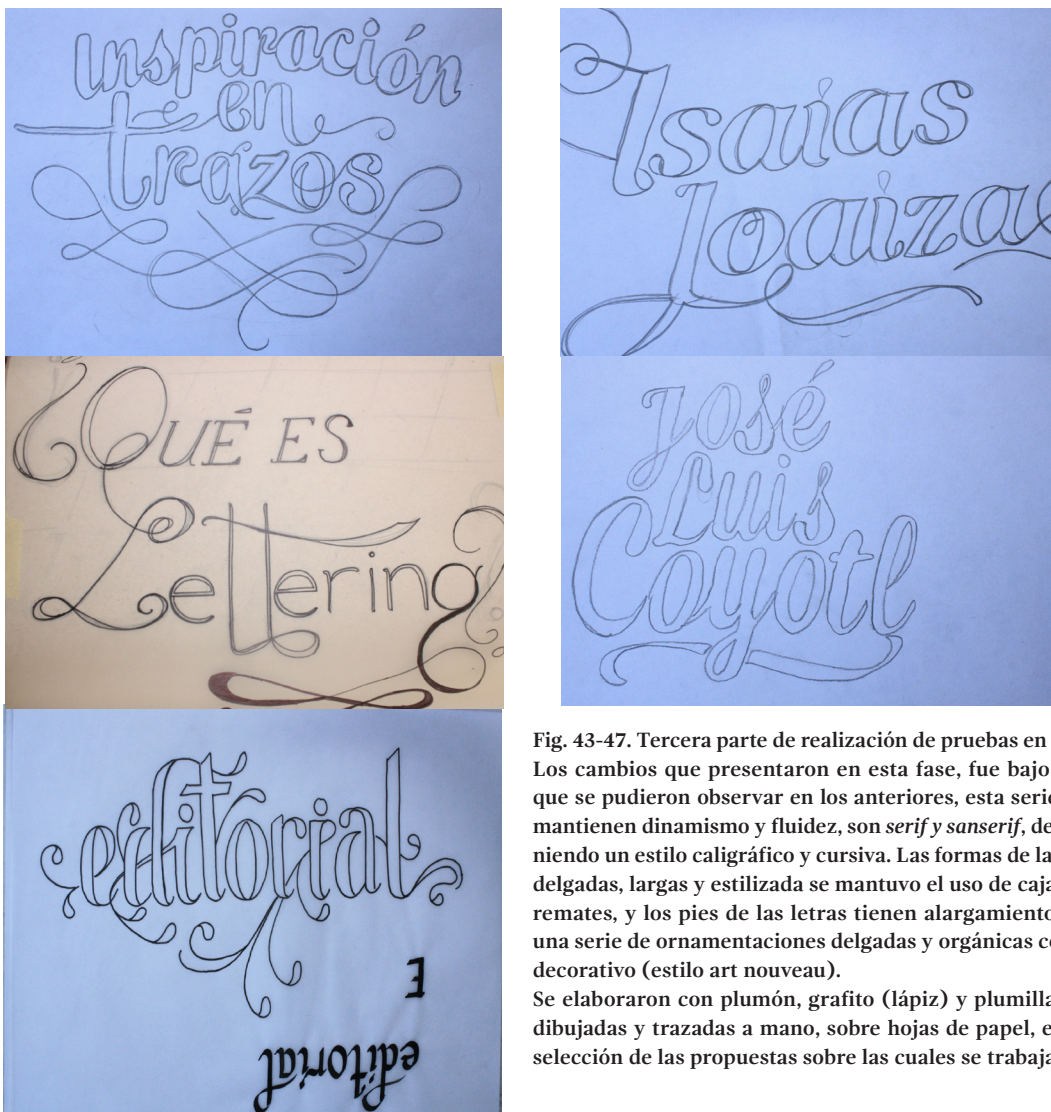 Inspiración
en
trazos
Isaias
Loaiza
¿QUÉ ES
Lettering?
José
Luis
Coyotl
editorial
E
editorial
Fig. 43-47. Tercera parte de realización de pruebas en
Los cambios que presentaron en esta fase, fue bajo
que se pudieron observar en los anteriores, esta serie
mantienen dinamismo y fluidez, son serif y sanserif, de
niendo un estilo caligráfico y cursiva. Las formas de la
delgadas, largas y estilizada se mantuvo el uso de caja
remates, y los pies de las letras tienen alargamiento
una serie de ornamentaciones delgadas y orgánicas co
decorativo (estilo art nouveau).
Se elaboraron con plumón, grafito (lápiz) y plumilla
dibujadas y trazadas a mano, sobre hojas de papel, e
selección de las propuestas sobre las cuales se trabaja